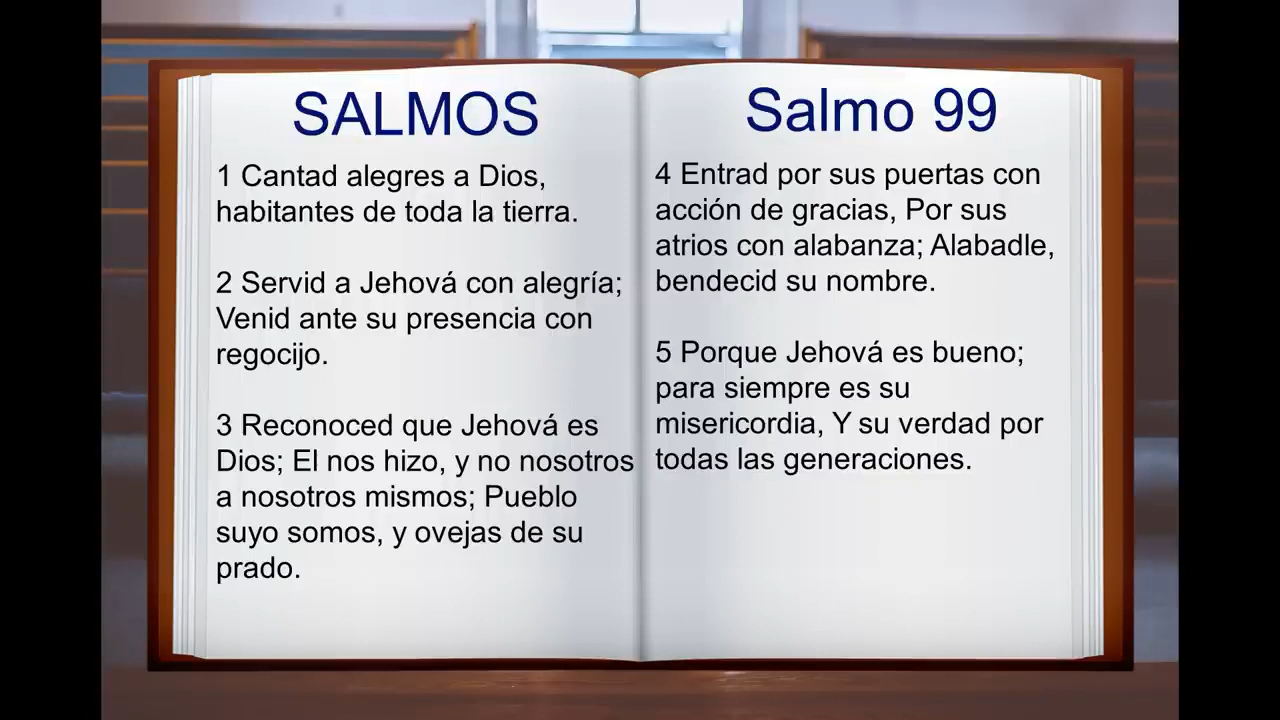 SALMOS
1 Cantad alegres a Dios,
habitantes de toda la tierra.
2 Servid a Jehová con alegría;
Venid ante su presencia con
regocijo.
3 Reconoced que Jehová es
Dios; El nos hizo, y no nosotros
a nosotros mismos; Pueblo
suyo somos, y ovejas de su
prado.
Salmo 99
4 Entrad por sus puertas con
acción de gracias, Por sus
atrios con alabanza; Alabadle,
bendecid su nombre.
5 Porque Jehová es bueno;
para siempre es su
misericordia, Y su verdad por
todas las generaciones.